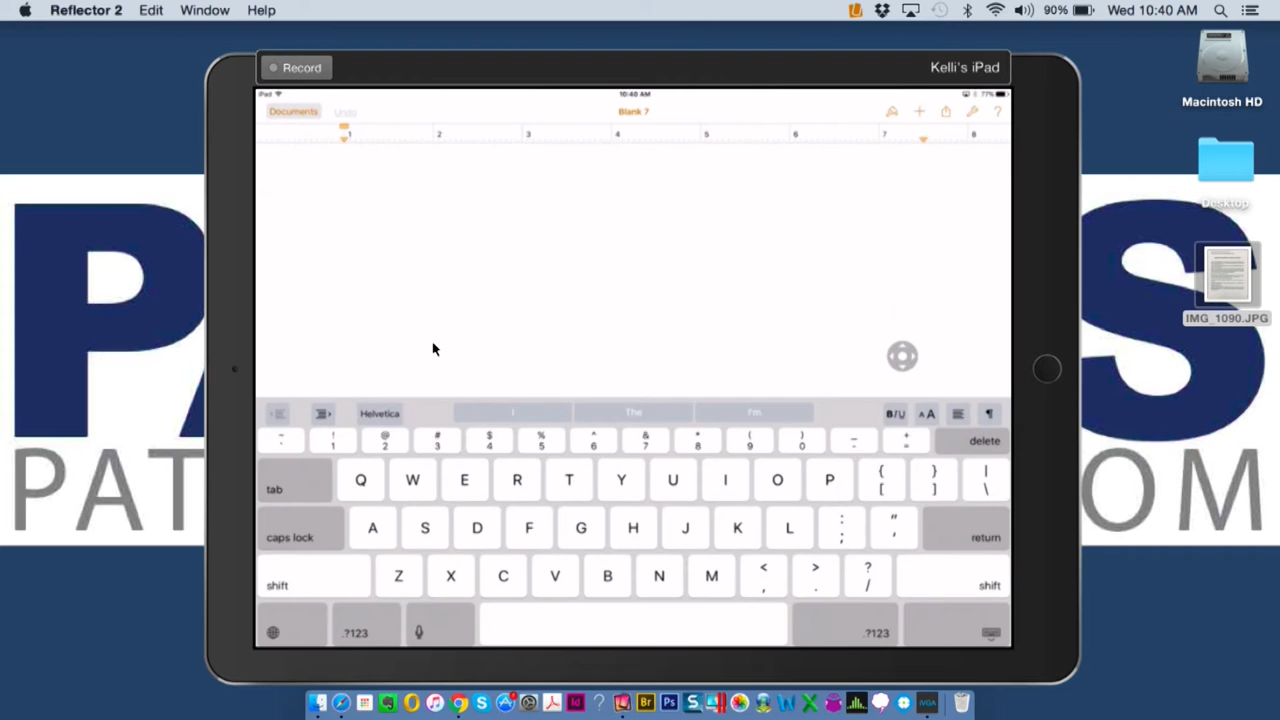 Reflector 2 Edit Window Help 90% Wed 10:40 AM
Macintosh HD
Desktop
IMG_1090.JPG
Record Kelli's iPad
iPad 10:40 AM 77%
Documents Undo Blank 7 ?
1 2 3 4 5 6 7 8
Helvetica I The I'm B I U A A ¶
~ ! @ # $ % ^ & * ( ) _ +
` 1 2 3 4 5 6 7 8 9 0 - = delete
tab Q W E R T Y U I O P { [ } ] | \
caps lock A S D F G H J K L : ; " ' return
shift Z X C V B N M < , > . ? / shift
.?123 .?123
PA S
PAT OM